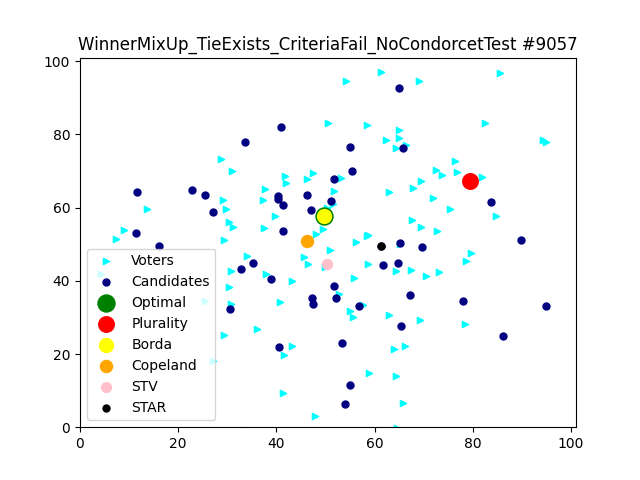 WinnerMixUp_TieExists_CriteriaFail_NoCondorcetTest #9057
100
80
60
40
20
0
Voters
Candidates
Optimal
Plurality
Borda
Copeland
STV
STAR
0 20 40 60 80 100